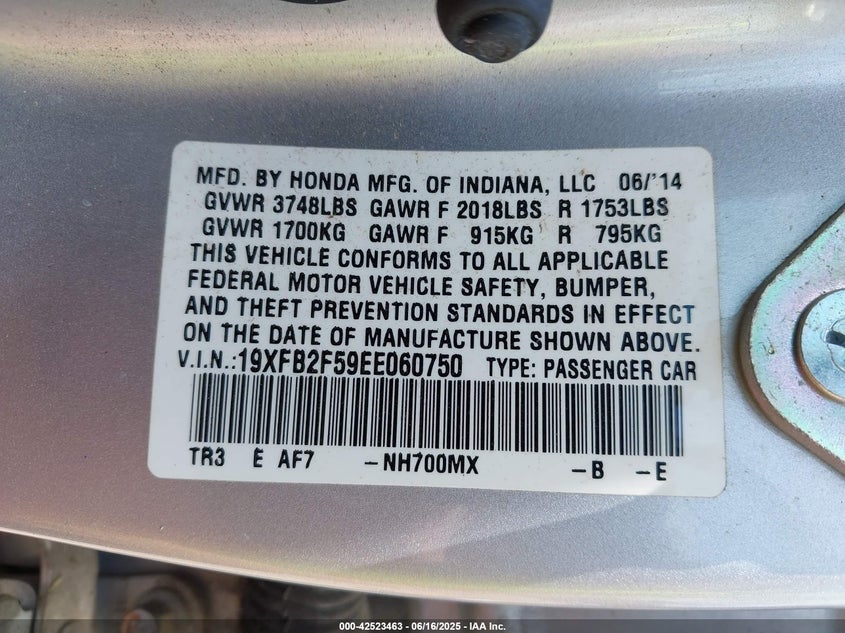 MFD. BY HONDA MFG. OF INDIANA, LLC 06/'14
GVWR 3748LBS GAWR F 2018LBS R 1753LBS
GVWR 1700KG GAWR F 915KG R 795KG
THIS VEHICLE CONFORMS TO ALL APPLICABLE
FEDERAL MOTOR VEHICLE SAFETY, BUMPER,
AND THEFT PREVENTION STANDARDS IN EFFECT
ON THE DATE OF MANUFACTURE SHOWN ABOVE.
V.I.N.:19XFB2F59EE060750 TYPE: PASSENGER CAR
TR3 E AF7 -NH700MX -B -E
000-42523463 - 06/16/2025 - IAA Inc.